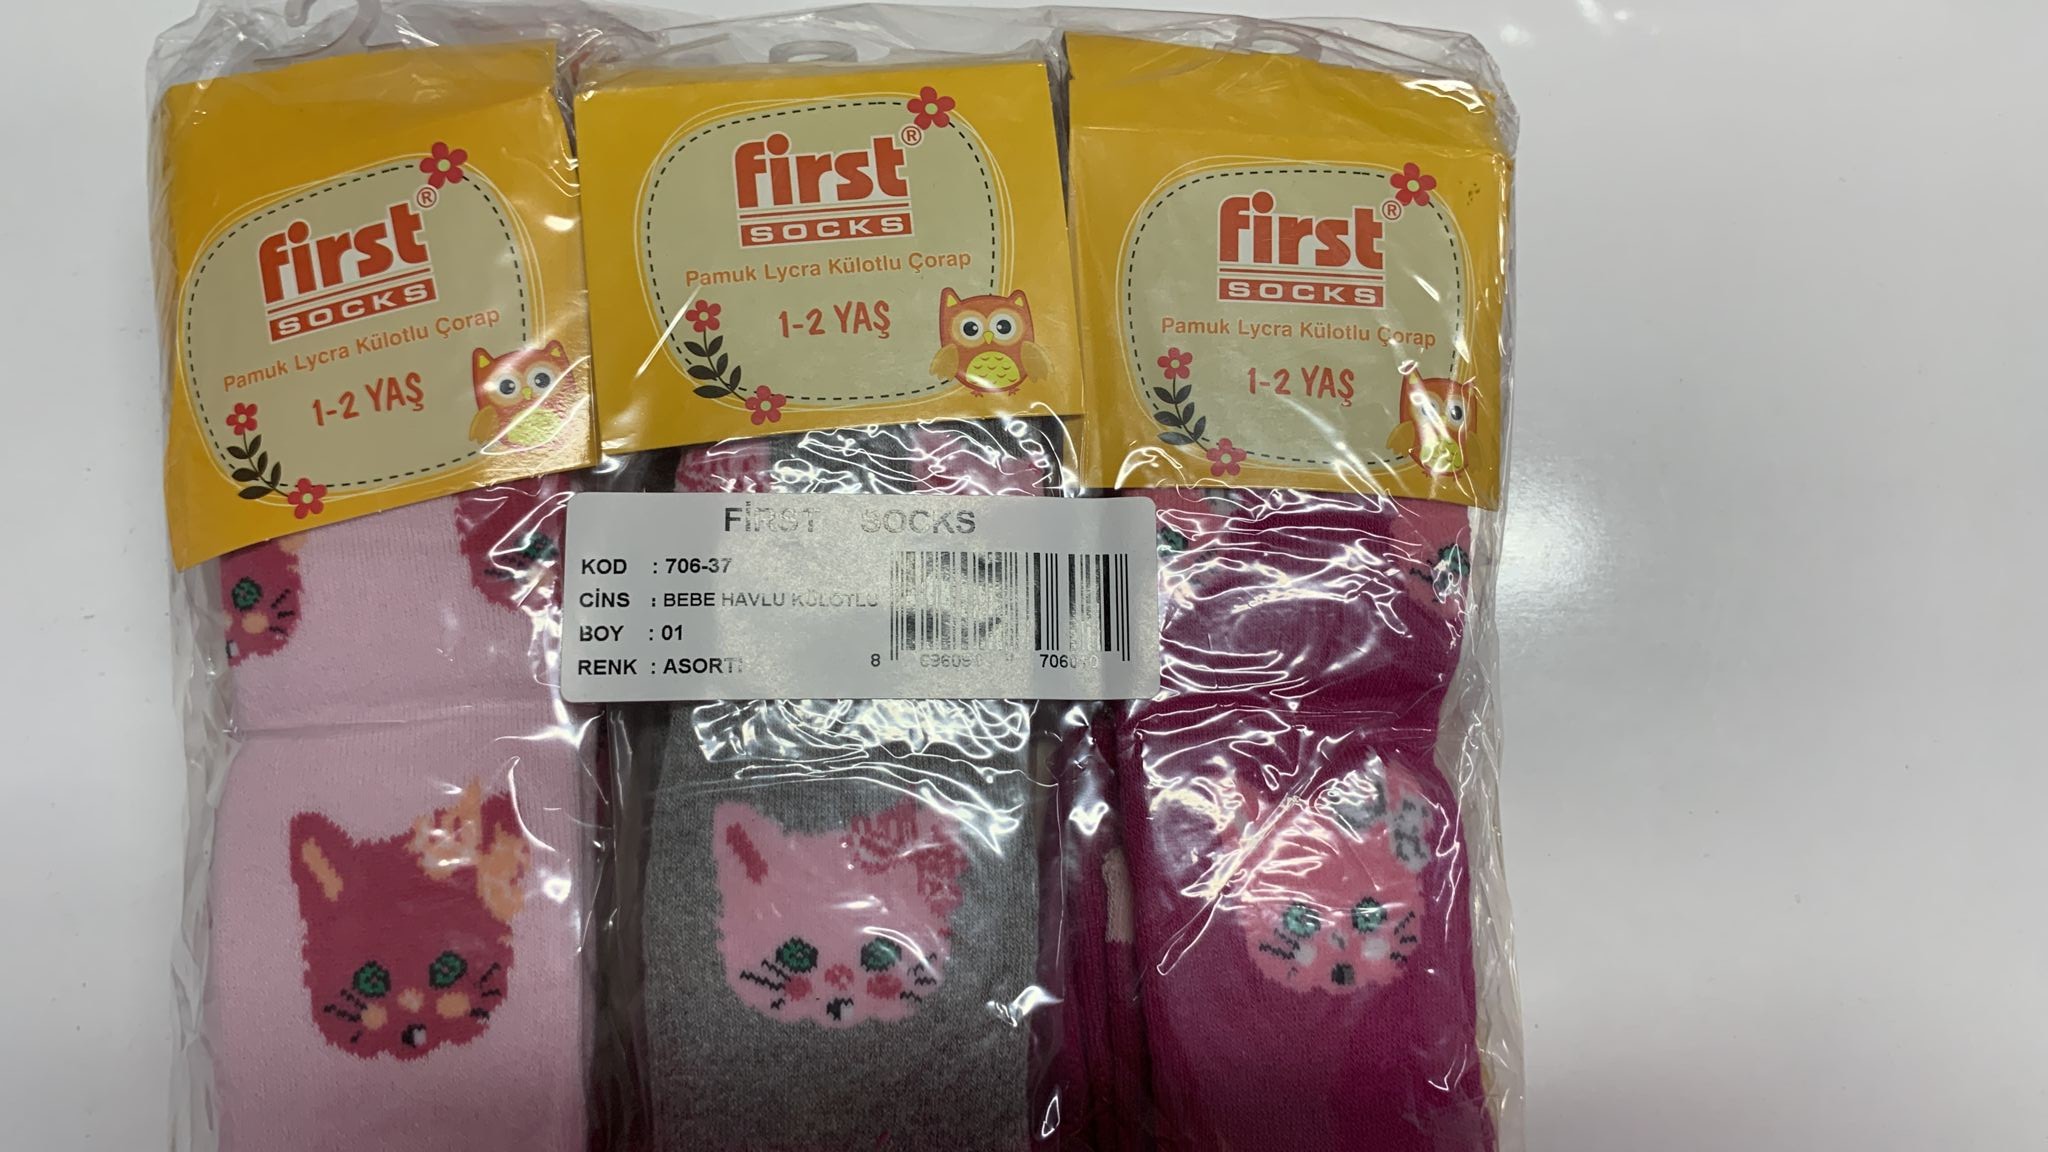 first®
SOCKS
Pamuk Lycra Külotlu Çorap
1-2 YAŞ
first®
SOCKS
Pamuk Lycra Külotlu Çorap
1-2 YAŞ
first®
SOCKS
Pamuk Lycra Külotlu Çorap
1-2 YAŞ
FİRST SOCKS
KOD : 706-37
CİNS : BEBE HAVLU KÜLOTLU
BOY : 01
RENK : ASORTİ
8